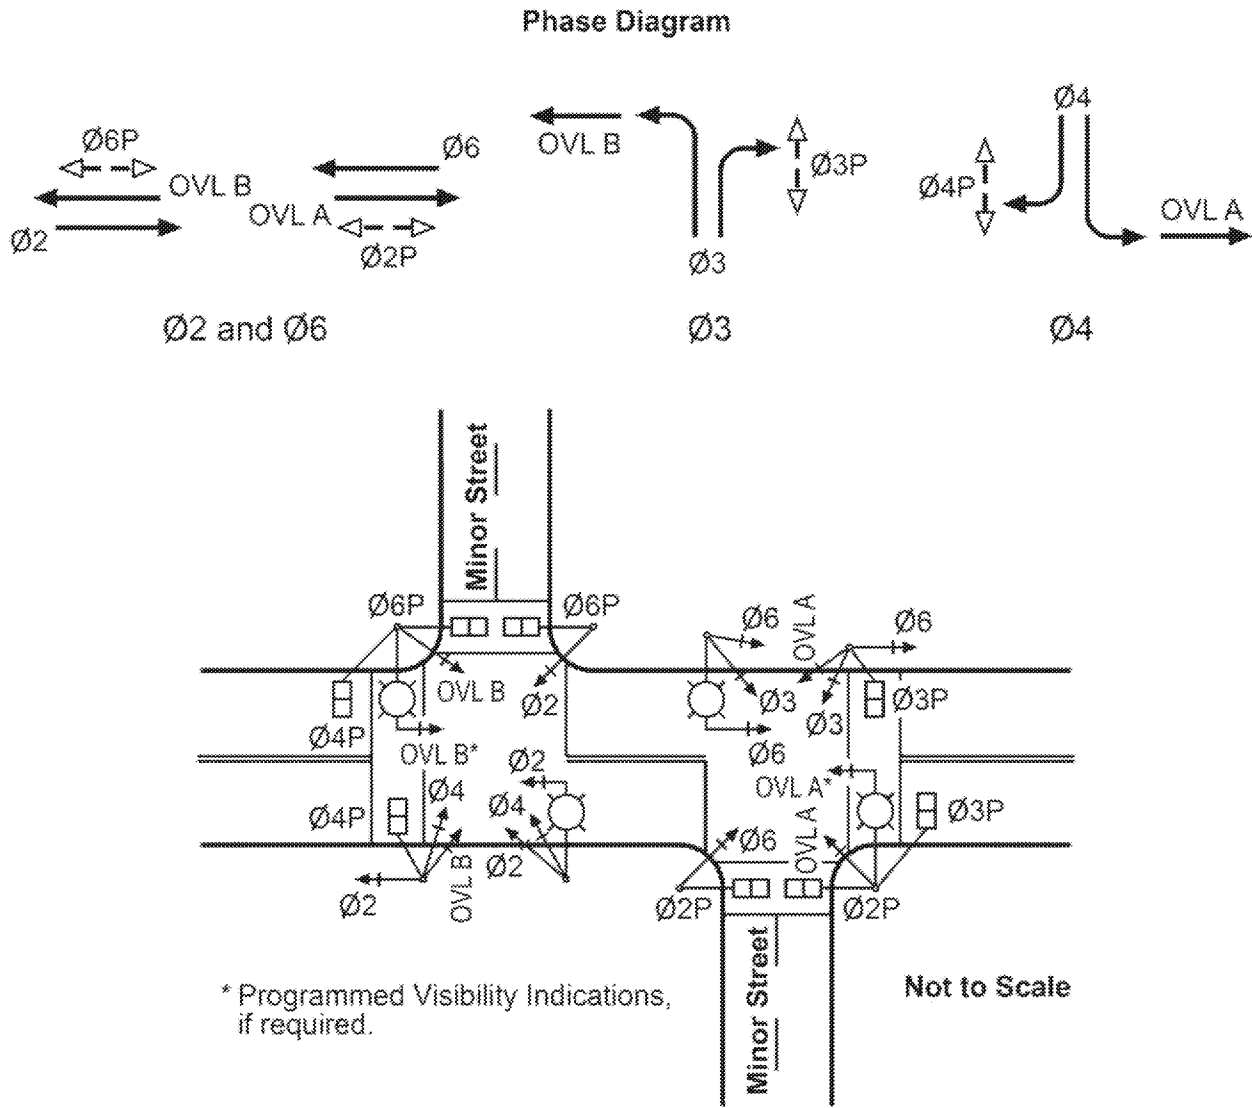 Phase Diagram
Ø6P
OVL B
Ø2
Ø6
OVL A
Ø2P
Ø2 and Ø6
OVL B
Ø3P
Ø3
Ø3
Ø4
Ø4P
OVL A
Ø4
Minor Street
Ø6P
Ø6P
OVL B
Ø2
Ø4P
OVL B*
Ø2
Ø4
Ø4
Ø4P
Ø2
Ø2
OVL B
Ø6
OVL A
Ø6
Ø3
Ø3
Ø3P
Ø6
OVL A*
Ø3P
Ø6
OVL A
Ø2P
Ø2P
Minor Street
* Programmed Visibility Indications,
if required.
Not to Scale